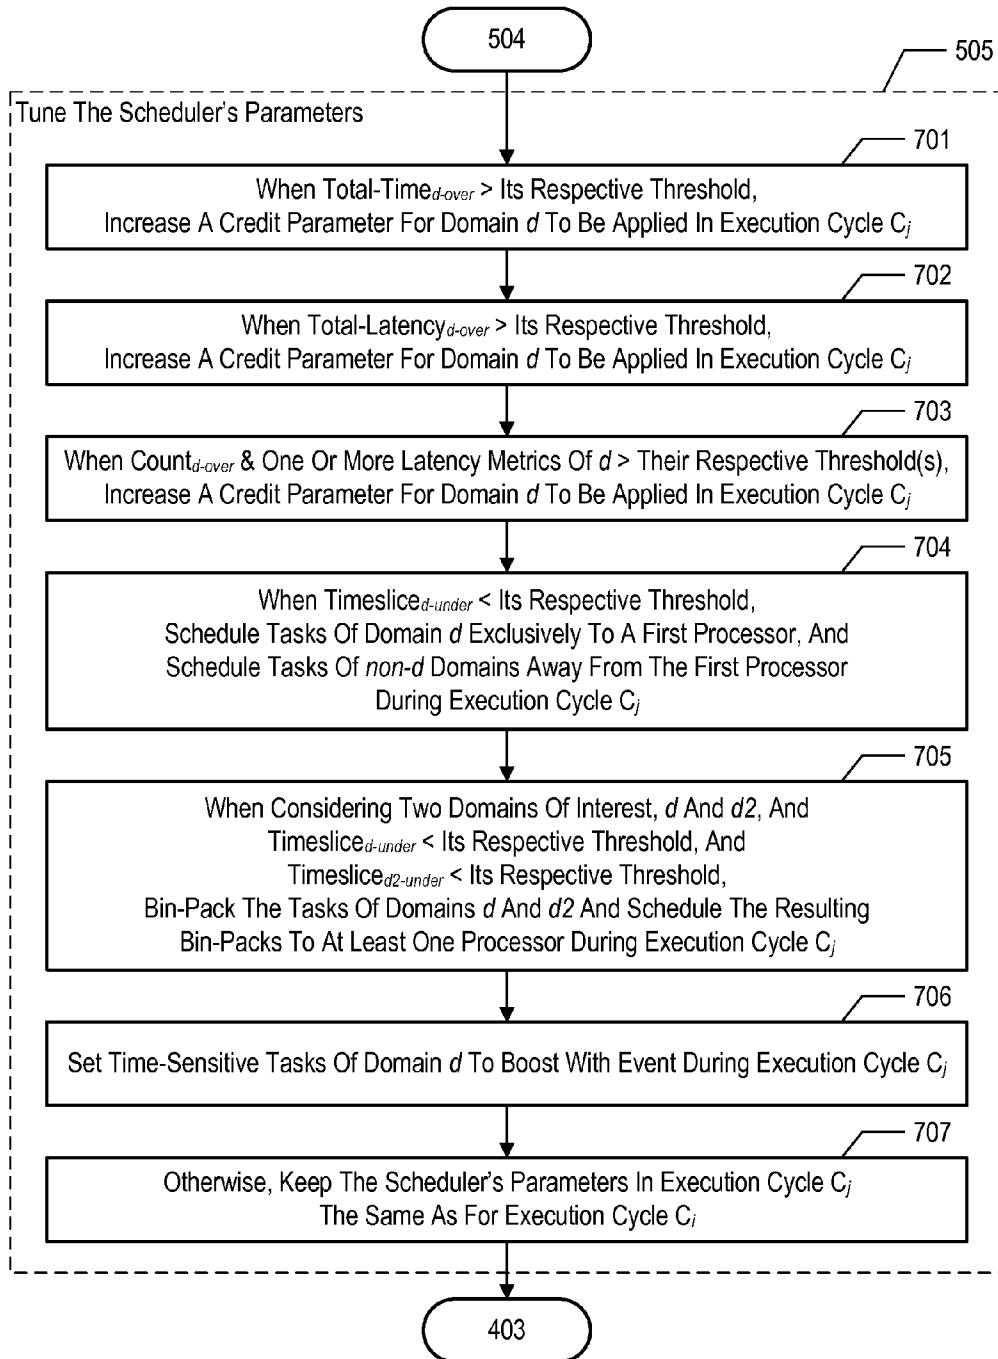 504
505
Tune The Scheduler's Parameters
701
When Total-Time d-over > Its Respective Threshold,
Increase A Credit Parameter For Domain d To Be Applied In Execution Cycle Cj
702
When Total-Latency d-over > Its Respective Threshold,
Increase A Credit Parameter For Domain d To Be Applied In Execution Cycle Cj
703
When Count d-over & One Or More Latency Metrics Of d > Their Respective Threshold(s),
Increase A Credit Parameter For Domain d To Be Applied In Execution Cycle Cj
704
When Timeslice d-under < Its Respective Threshold,
Schedule Tasks Of Domain d Exclusively To A First Processor, And
Schedule Tasks Of non-d Domains Away From The First Processor
During Execution Cycle Cj
705
When Considering Two Domains Of Interest, d And d2, And
Timeslice d-under < Its Respective Threshold, And
Timeslice d2-under < Its Respective Threshold,
Bin-Pack The Tasks Of Domains d And d2 And Schedule The Resulting
Bin-Packs To At Least One Processor During Execution Cycle Cj
706
Set Time-Sensitive Tasks Of Domain d To Boost With Event During Execution Cycle Cj
707
Otherwise, Keep The Scheduler's Parameters In Execution Cycle Cj
The Same As For Execution Cycle Ci
403